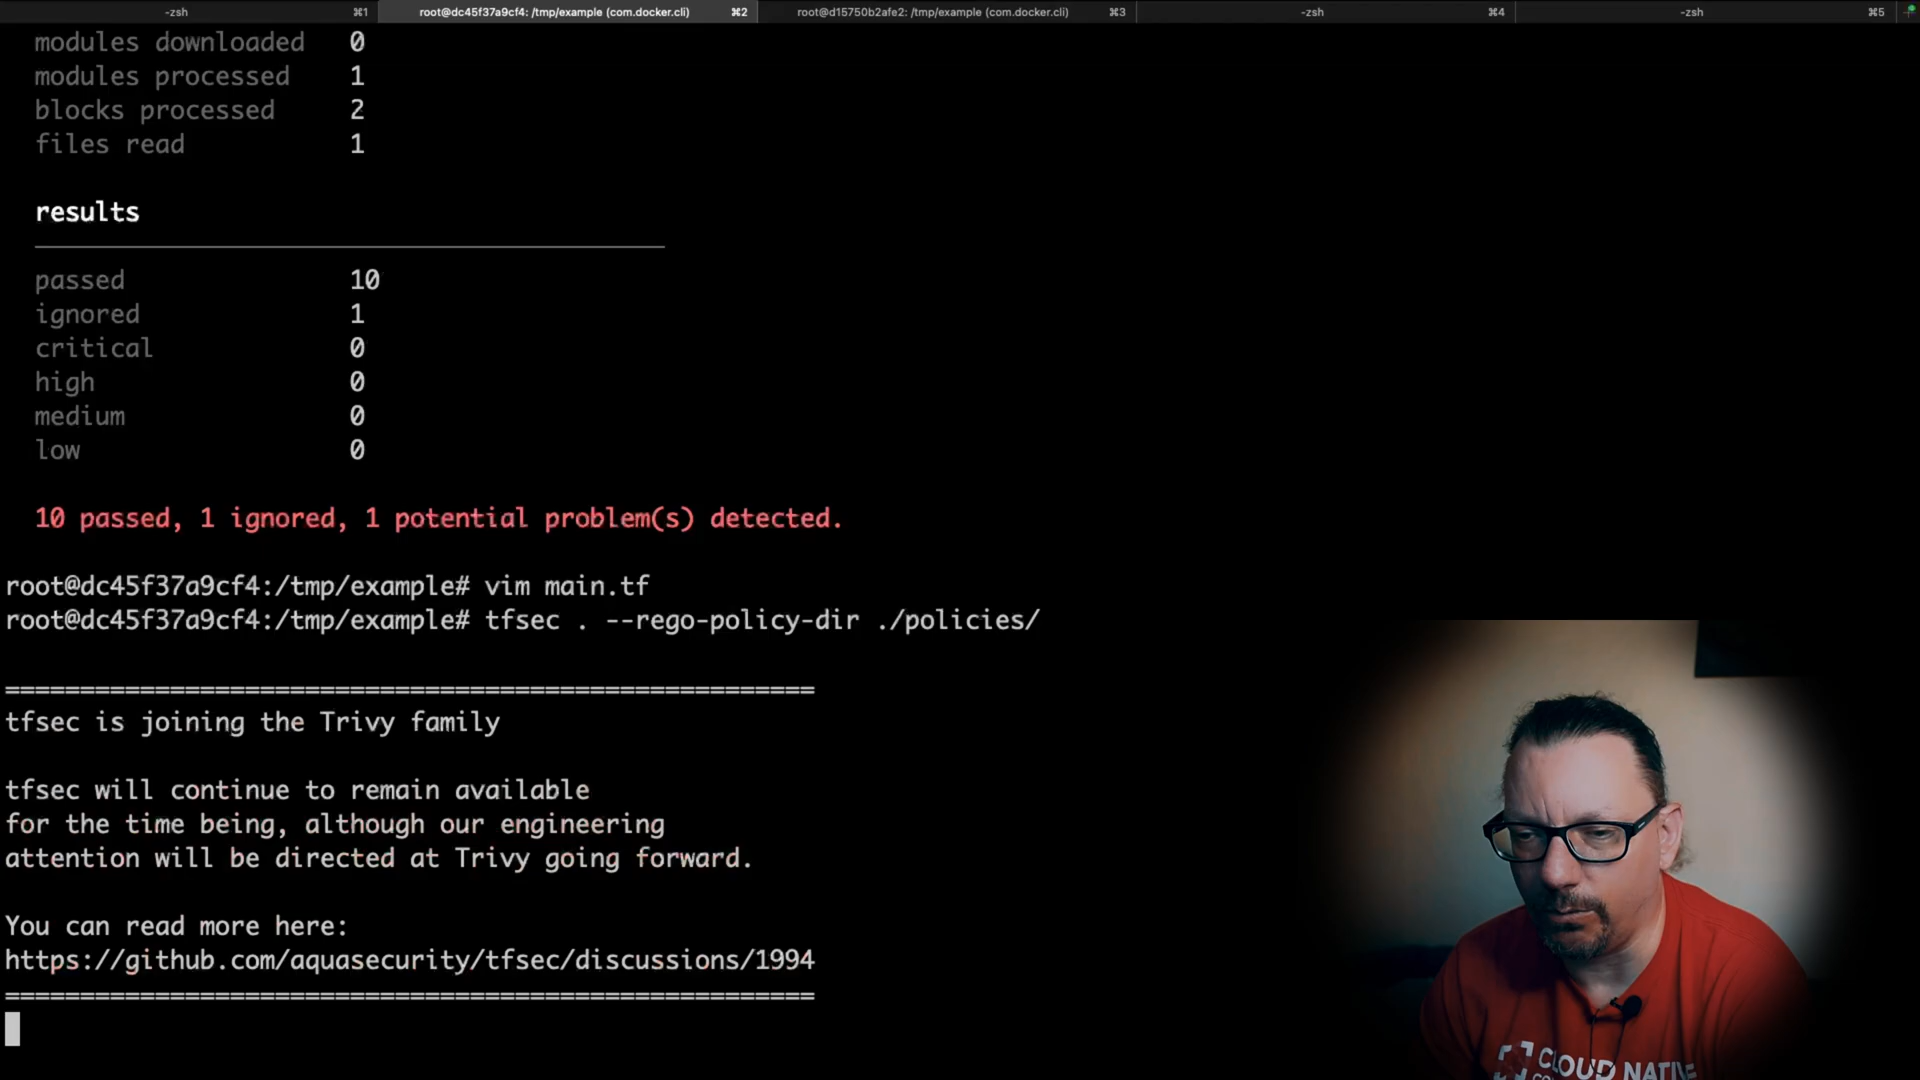 -zsh ⌘1 root@dc45f37a9cf4: /tmp/example (com.docker.cli) ⌘2 root@d15750b2afe2: /tmp/example (com.docker.cli) ⌘3 -zsh ⌘4 -zsh ⌘5
modules downloaded 0
modules processed 1
blocks processed 2
files read 1
results
passed 10
ignored 1
critical 0
high 0
medium 0
low 0
10 passed, 1 ignored, 1 potential problem(s) detected.
root@dc45f37a9cf4:/tmp/example# vim main.tf
root@dc45f37a9cf4:/tmp/example# tfsec . --rego-policy-dir ./policies/
======================================================
tfsec is joining the Trivy family
tfsec will continue to remain available
for the time being, although our engineering
attention will be directed at Trivy going forward.
You can read more here:
https://github.com/aquasecurity/tfsec/discussions/1994
======================================================
CLOUD NATIVE